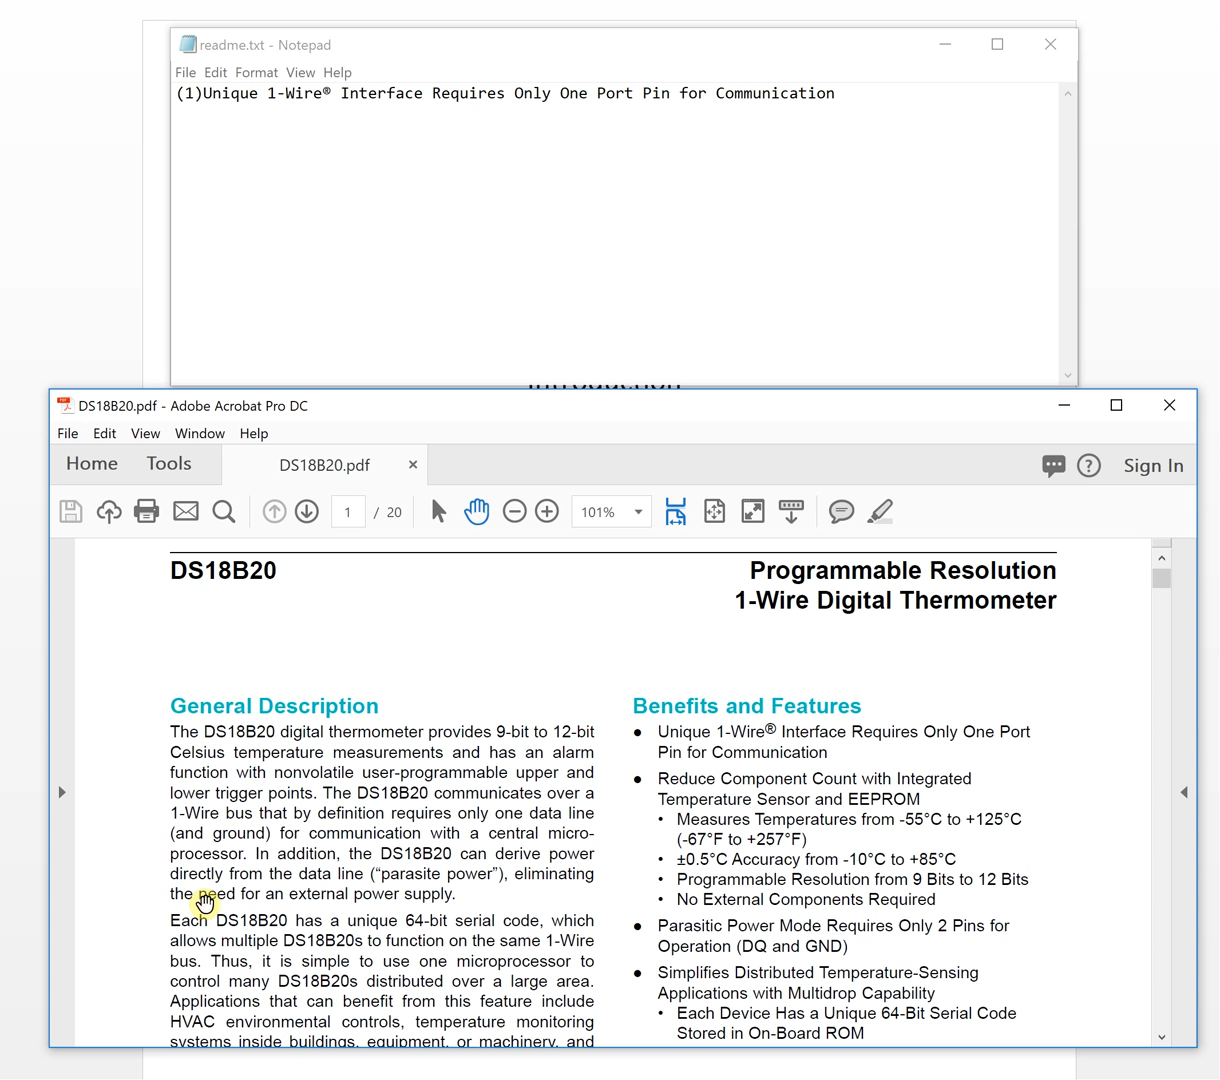 readme.txt - Notepad
File Edit Format View Help
(1)Unique 1-Wire® Interface Requires Only One Port Pin for Communication
DS18B20.pdf - Adobe Acrobat Pro DC
File Edit View Window Help
Home Tools DS18B20.pdf × Sign In
1 / 20 101%
DS18B20
Programmable Resolution
1-Wire Digital Thermometer
General Description
The DS18B20 digital thermometer provides 9-bit to 12-bit
Celsius temperature measurements and has an alarm
function with nonvolatile user-programmable upper and
lower trigger points. The DS18B20 communicates over a
1-Wire bus that by definition requires only one data line
(and ground) for communication with a central micro-
processor. In addition, the DS18B20 can derive power
directly from the data line (“parasite power”), eliminating
the need for an external power supply.
Each DS18B20 has a unique 64-bit serial code, which
allows multiple DS18B20s to function on the same 1-Wire
bus. Thus, it is simple to use one microprocessor to
control many DS18B20s distributed over a large area.
Applications that can benefit from this feature include
HVAC environmental controls, temperature monitoring
systems inside buildings, equipment, or machinery, and
Benefits and Features
● Unique 1-Wire® Interface Requires Only One Port
Pin for Communication
● Reduce Component Count with Integrated
Temperature Sensor and EEPROM
• Measures Temperatures from -55°C to +125°C
(-67°F to +257°F)
• ±0.5°C Accuracy from -10°C to +85°C
• Programmable Resolution from 9 Bits to 12 Bits
• No External Components Required
● Parasitic Power Mode Requires Only 2 Pins for
Operation (DQ and GND)
● Simplifies Distributed Temperature-Sensing
Applications with Multidrop Capability
• Each Device Has a Unique 64-Bit Serial Code
Stored in On-Board ROM